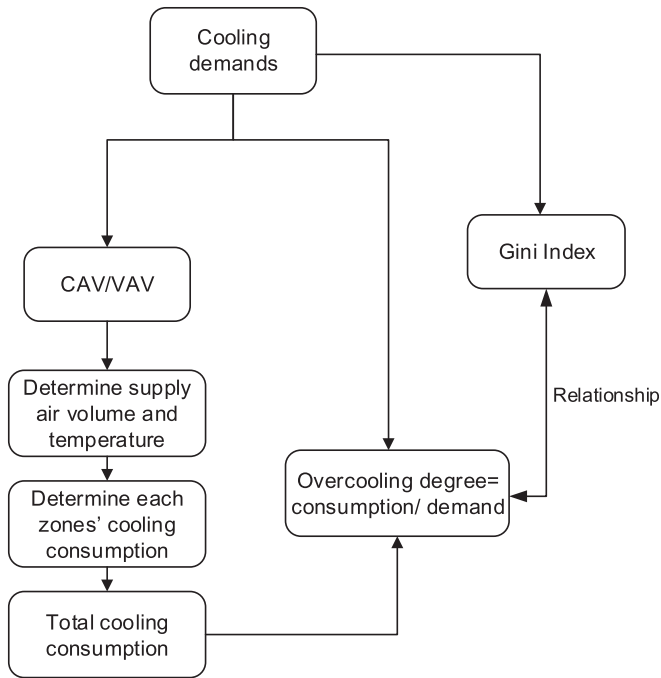 Cooling
demands
Gini Index
CAV/VAV
Determine supply
air volume and
temperature
Relationship
Overcooling degree=
consumption/ demand
Determine each
zones’ cooling
consumption
Total cooling
consumption